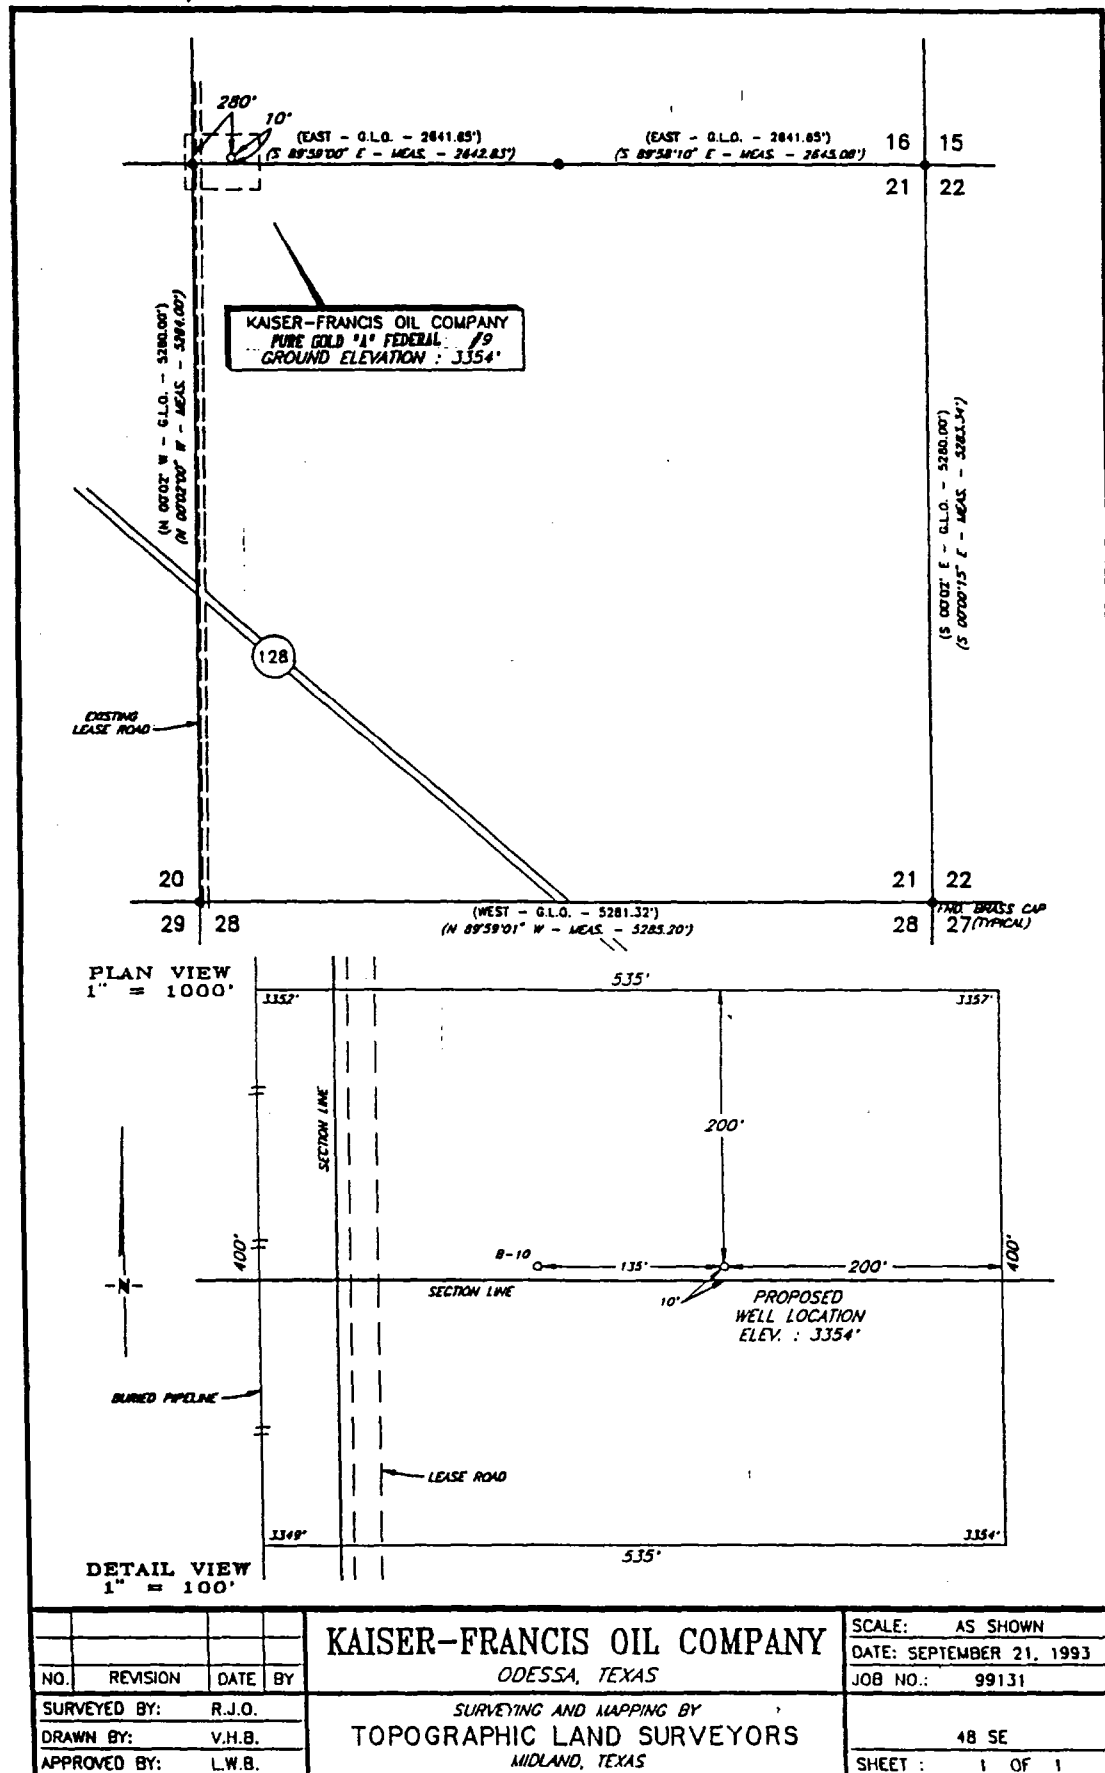 280'
10'
(EAST - G.L.O. - 2641.65')
(S 89°59'00" E - MEAS. - 2642.83')
(EAST - G.L.O. - 2641.65')
(S 89°58'10" E - MEAS. - 2645.08')
16 15
21 22
KAISER-FRANCIS OIL COMPANY
PURE GOLD "A" FEDERAL #9
GROUND ELEVATION : 3354'
(N 00°02' W - G.L.O. - 5280.00')
(N 00°02'00" W - MEAS. - 5284.00')
(S 00°02' E - G.L.O. - 5280.00')
(S 00°00'15" E - MEAS. - 5283.34')
128
EXISTING
LEASE ROAD
20
29 28
21 22
28 27
FND. BRASS CAP
(TYPICAL)
(WEST - G.L.O. - 5281.32')
(N 89°59'01" W - MEAS. - 5285.20')
PLAN VIEW
1" = 1000'
535'
3352'
3357'
SECTION LINE
200'
400'
B-10
135'
200'
400'
SECTION LINE
10'
PROPOSED
WELL LOCATION
ELEV. : 3354'
-N-
BURIED PIPELINE
LEASE ROAD
3349'
3354'
535'
DETAIL VIEW
1" = 100'
NO. REVISION DATE BY
SURVEYED BY: R.J.O.
DRAWN BY: V.H.B.
APPROVED BY: L.W.B.
KAISER-FRANCIS OIL COMPANY
ODESSA, TEXAS
SURVEYING AND MAPPING BY
TOPOGRAPHIC LAND SURVEYORS
MIDLAND, TEXAS
SCALE: AS SHOWN
DATE: SEPTEMBER 21, 1993
JOB NO.: 99131
48 SE
SHEET : 1 OF 1